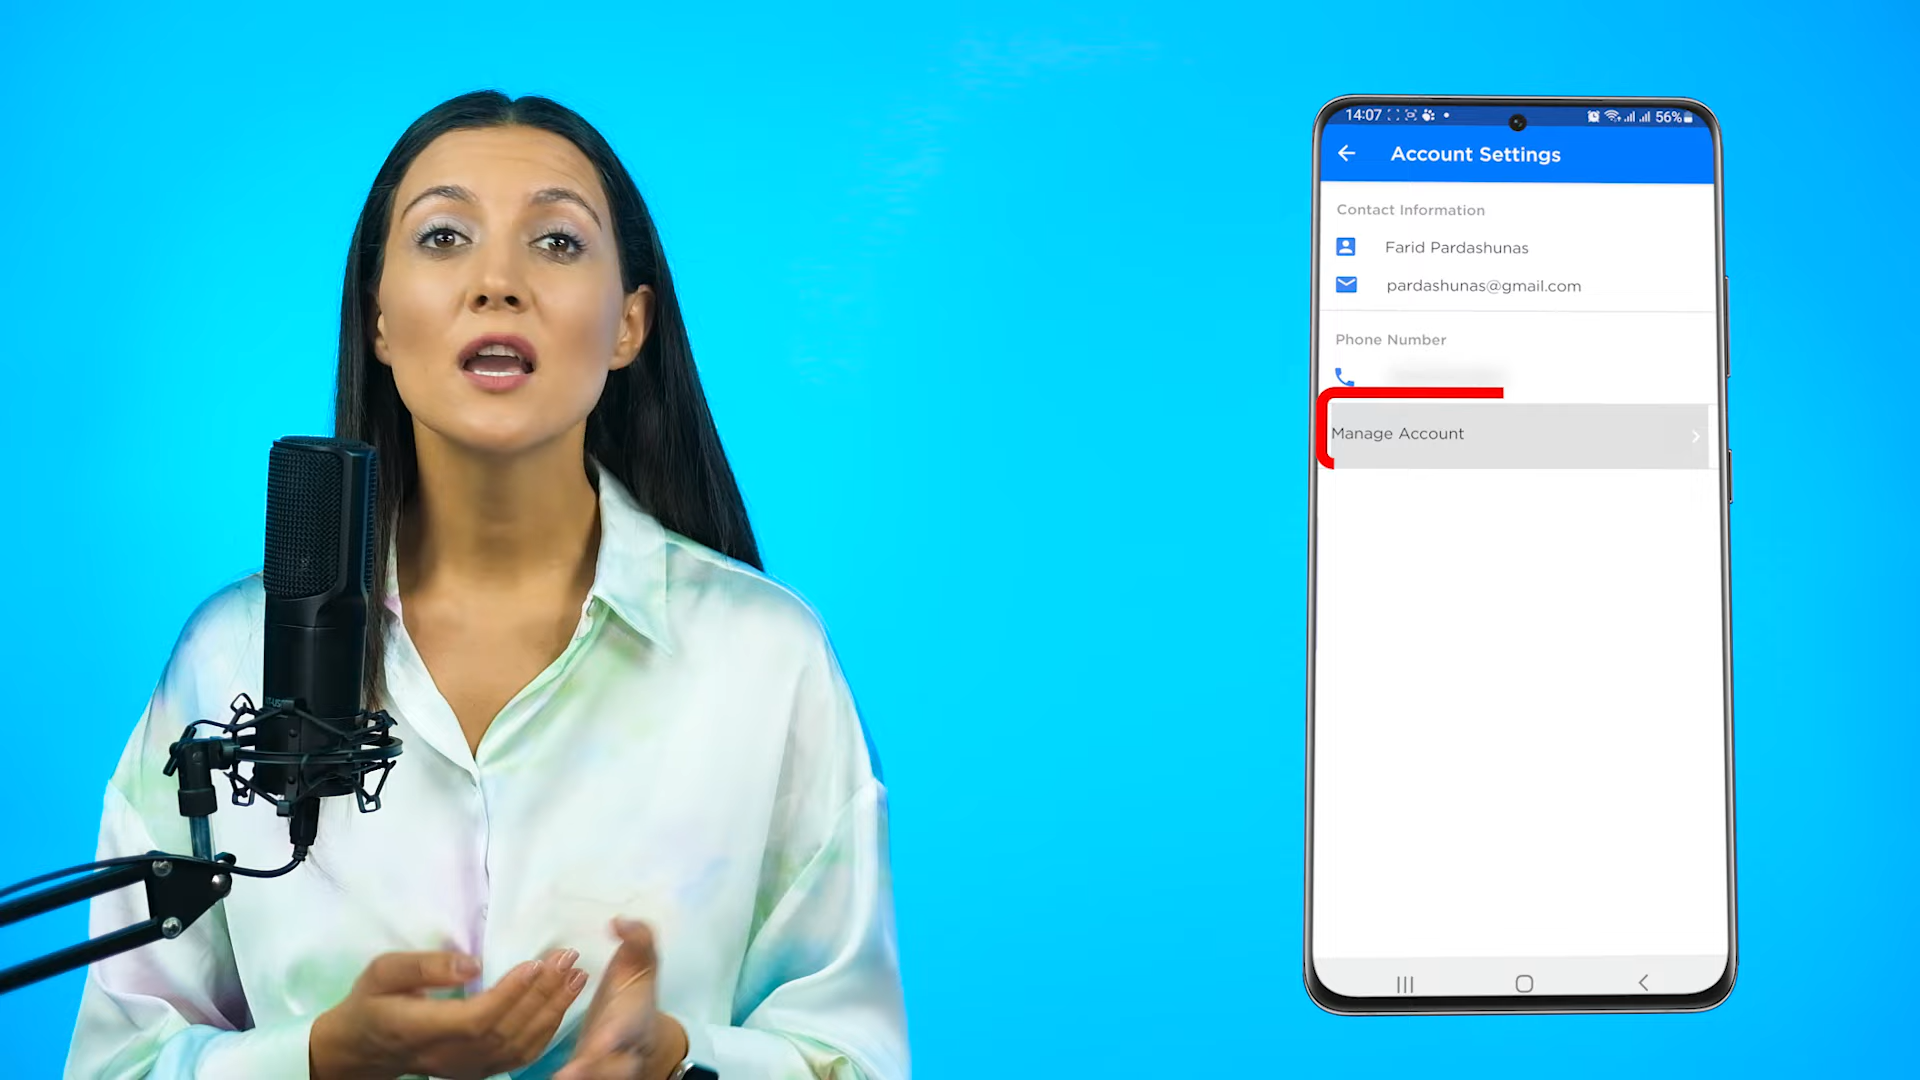 14:07
56%
Account Settings
Contact Information
Farid Pardashunas
pardashunas@gmail.com
Phone Number
Manage Account